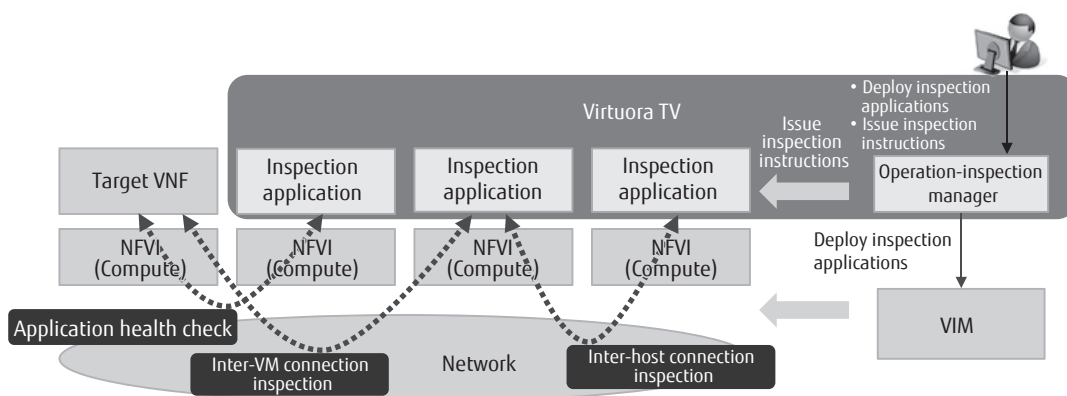 • Deploy inspection
applications
• Issue inspection
instructions
Virtuora TV
Issue
inspection
instructions
Target VNF
Inspection
application
Inspection
application
Inspection
application
Operation-inspection
manager
NFVI
(Compute)
NFVI
(Compute)
NFVI
(Compute)
NFVI
(Compute)
Deploy inspection
applications
VIM
Application health check
Inter-VM connection
inspection
Network
Inter-host connection
inspection